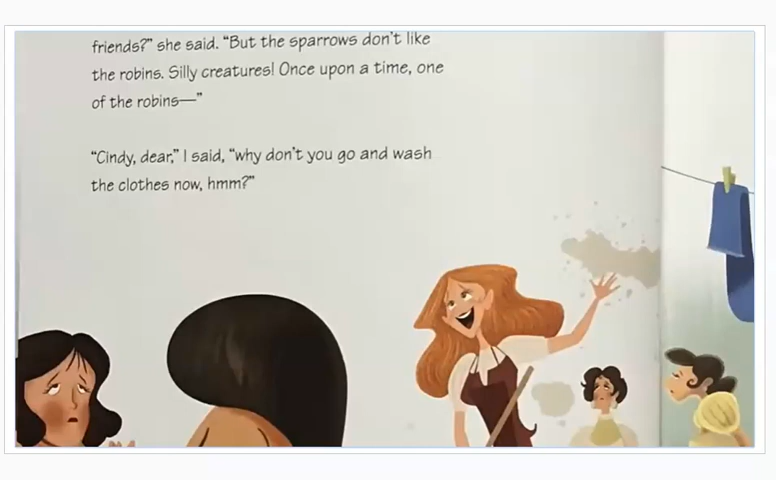 friends?” she said. “But the sparrows don’t like
the robins. Silly creatures! Once upon a time, one
of the robins—”
“Cindy, dear,” I said, “why don’t you go and wash
the clothes now, hmm?”